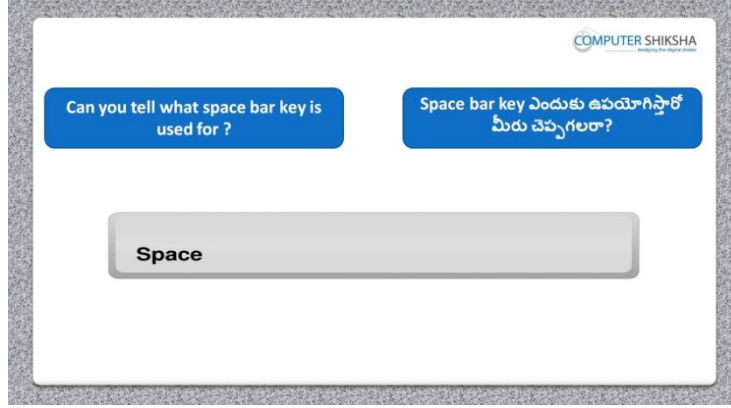 COMPUTER SHIKSHA
Bridging the digital divide
Can you tell what space bar key is
used for ?
Space bar key ఎందుకు ఉపయోగిస్తారో
మీరు చెప్పగలరా?
Space